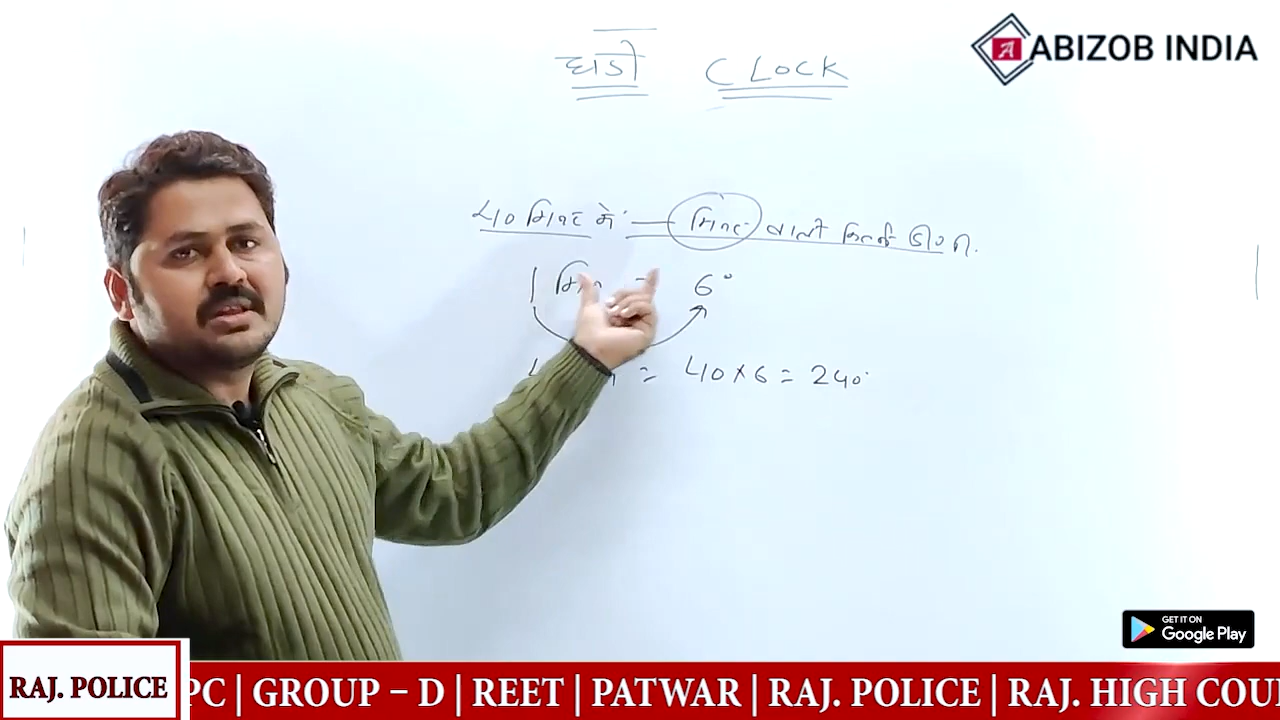 ABIZOB INDIA
घडी CLOCK
40 मिनट में — मिनट वाली कितने
1 6°
= 40×6 = 240°
GET IT ON
Google Play
RAJ. POLICE
PC | GROUP – D | REET | PATWAR | RAJ. POLICE | RAJ. HIGH COU